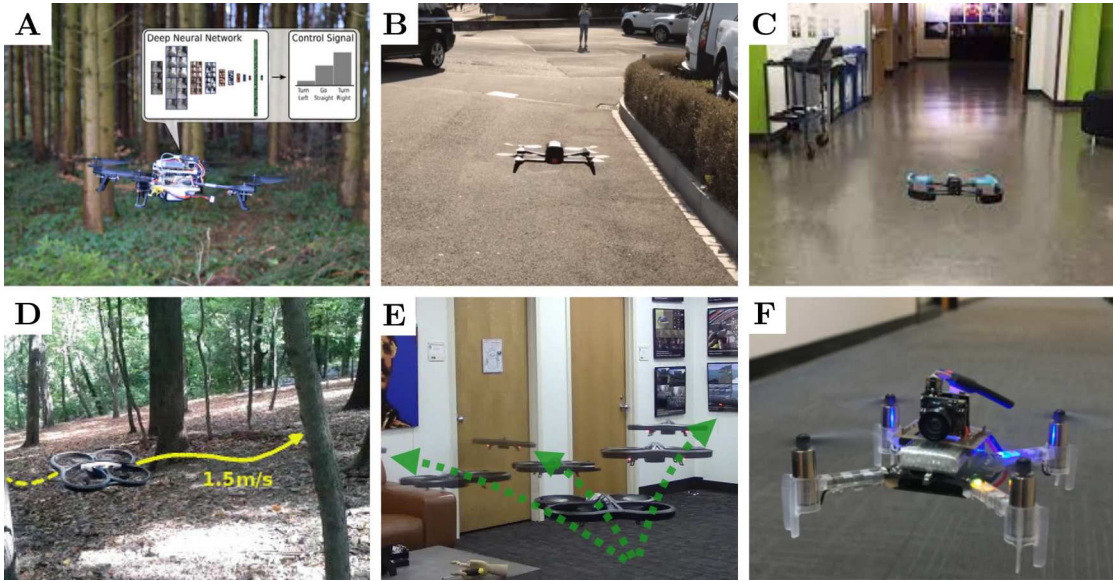 A
Deep Neural Network
Control Signal
Turn Left
Go Straight
Turn Right
B
C
D
1.5m/s
E
F